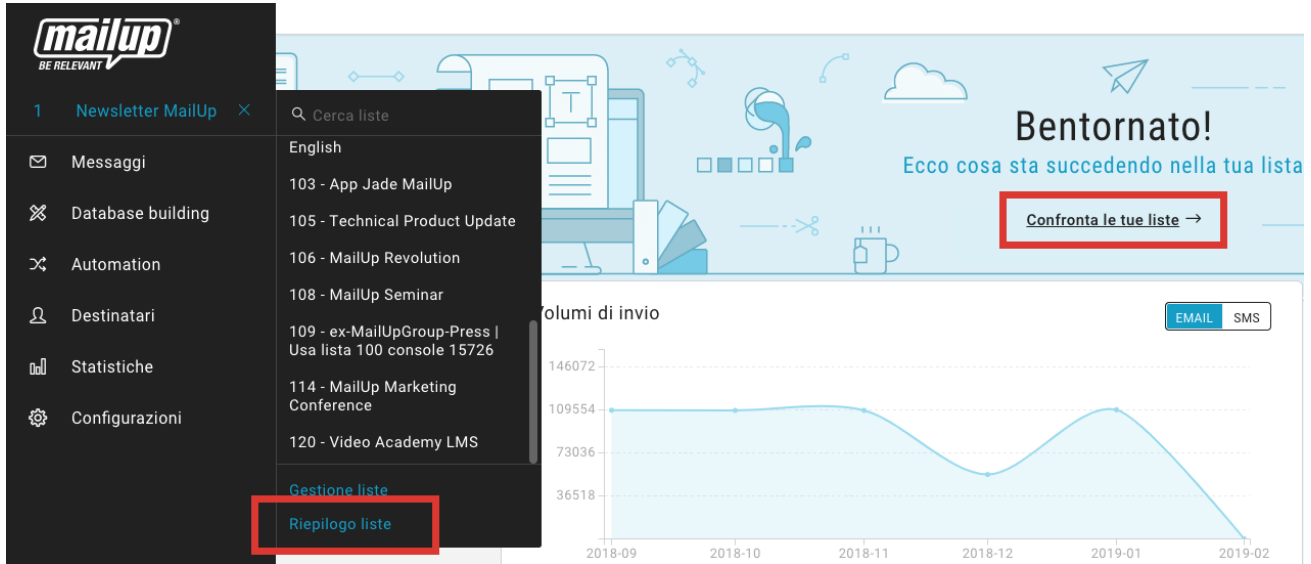 mailup®
BE RELEVANT
1 Newsletter MailUp ×
Messaggi
Database building
Automation
Destinatari
Statistiche
Configurazioni
Cerca liste
English
103 - App Jade MailUp
105 - Technical Product Update
106 - MailUp Revolution
108 - MailUp Seminar
109 - ex-MailUpGroup-Press |
Usa lista 100 console 15726
114 - MailUp Marketing
Conference
120 - Video Academy LMS
Gestione liste
Riepilogo liste
T
Bentornato!
Ecco cosa sta succedendo nella tua lista
Confronta le tue liste →
Volumi di invio
EMAIL SMS
146072
109554
73036
36518
2018-09 2018-10 2018-11 2018-12 2019-01 2019-02